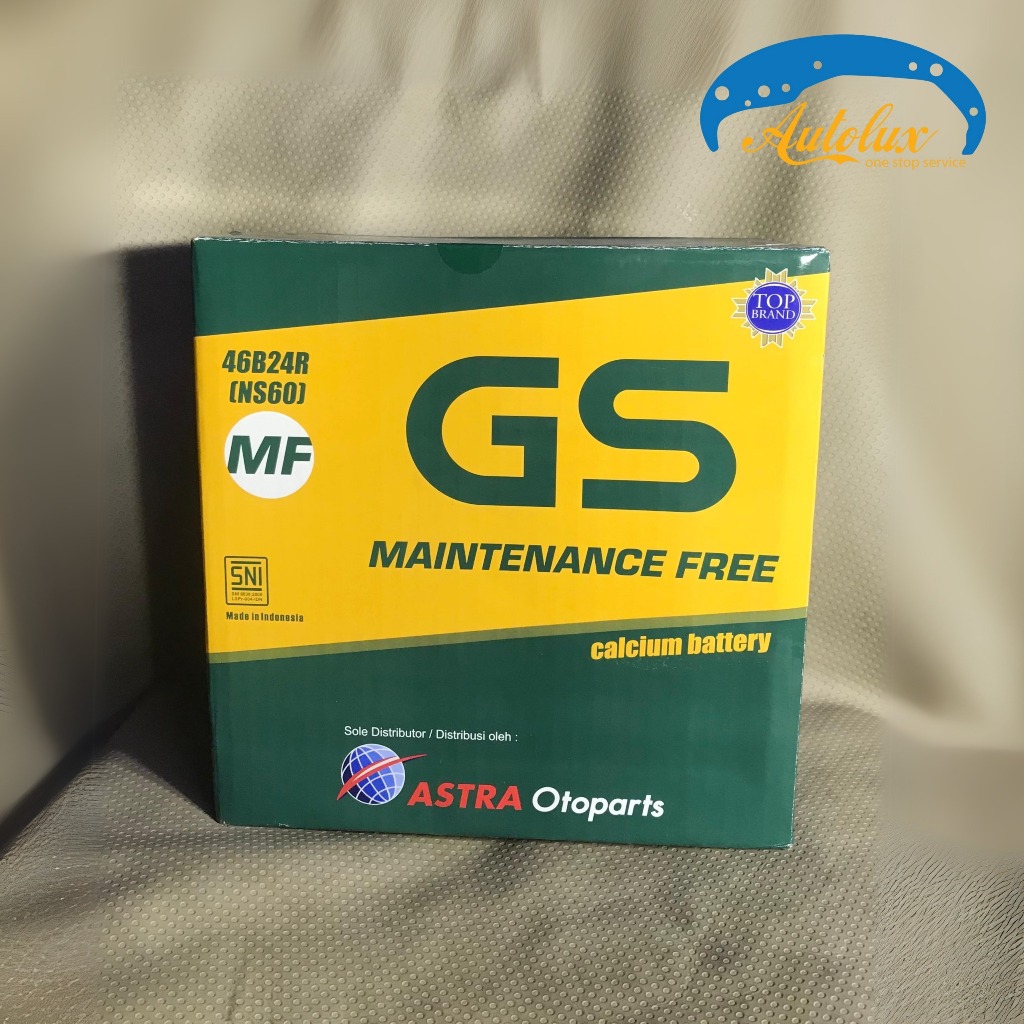 Autolux
one stop service
TOP
BRAND
46B24R
(NS60)
MF
GS
MAINTENANCE FREE
SNI
Made in Indonesia
calcium battery
Sole Distributor / Distribusi oleh :
ASTRA Otoparts